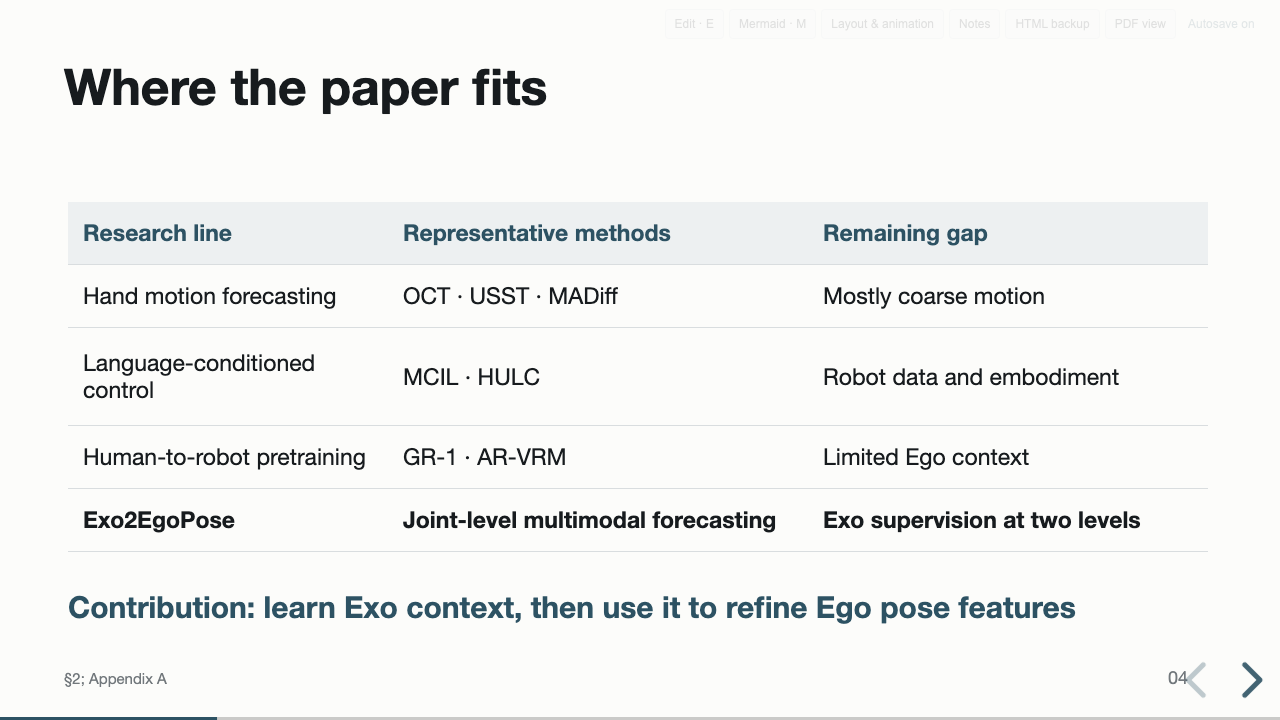 Edit · E Mermaid · M Layout & animation Notes HTML backup PDF view Autosave on
Where the paper fits
Research line Representative methods Remaining gap
Hand motion forecasting OCT · USST · MADiff Mostly coarse motion
Language-conditioned
control MCIL · HULC Robot data and embodiment
Human-to-robot pretraining GR-1 · AR-VRM Limited Ego context
Exo2EgoPose Joint-level multimodal forecasting Exo supervision at two levels
Contribution: learn Exo context, then use it to refine Ego pose features
§2; Appendix A 04